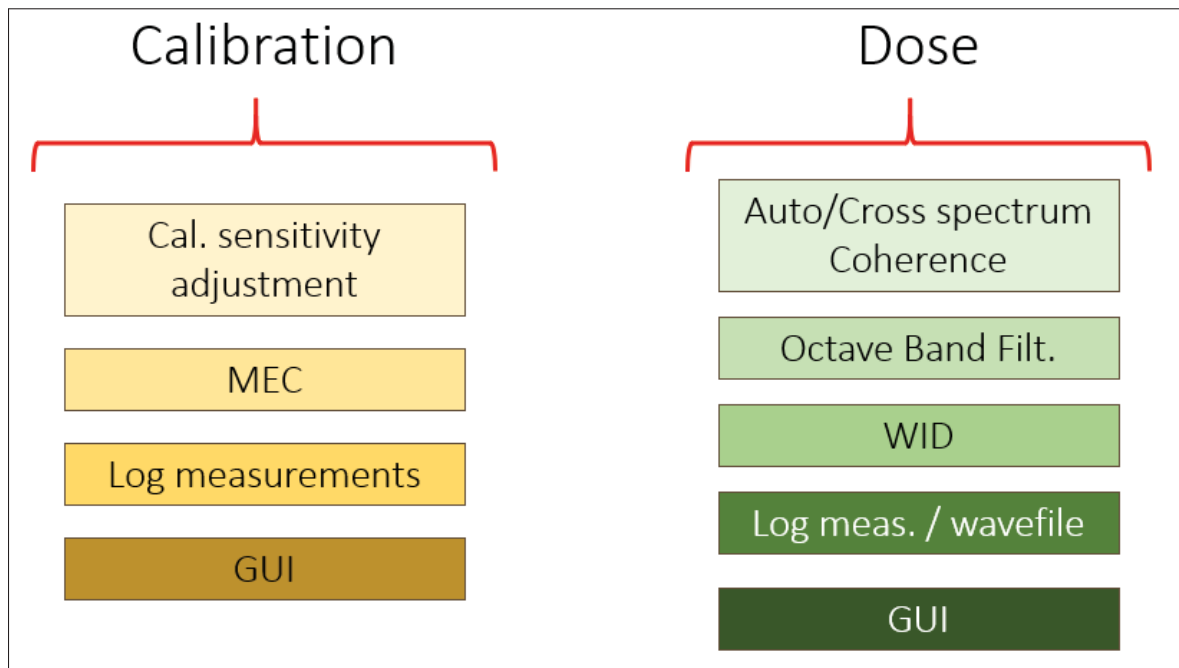 Calibration
Cal. sensitivity
adjustment
MEC
Log measurements
GUI
Dose
Auto/Cross spectrum
Coherence
Octave Band Filt.
WID
Log meas. / wavefile
GUI